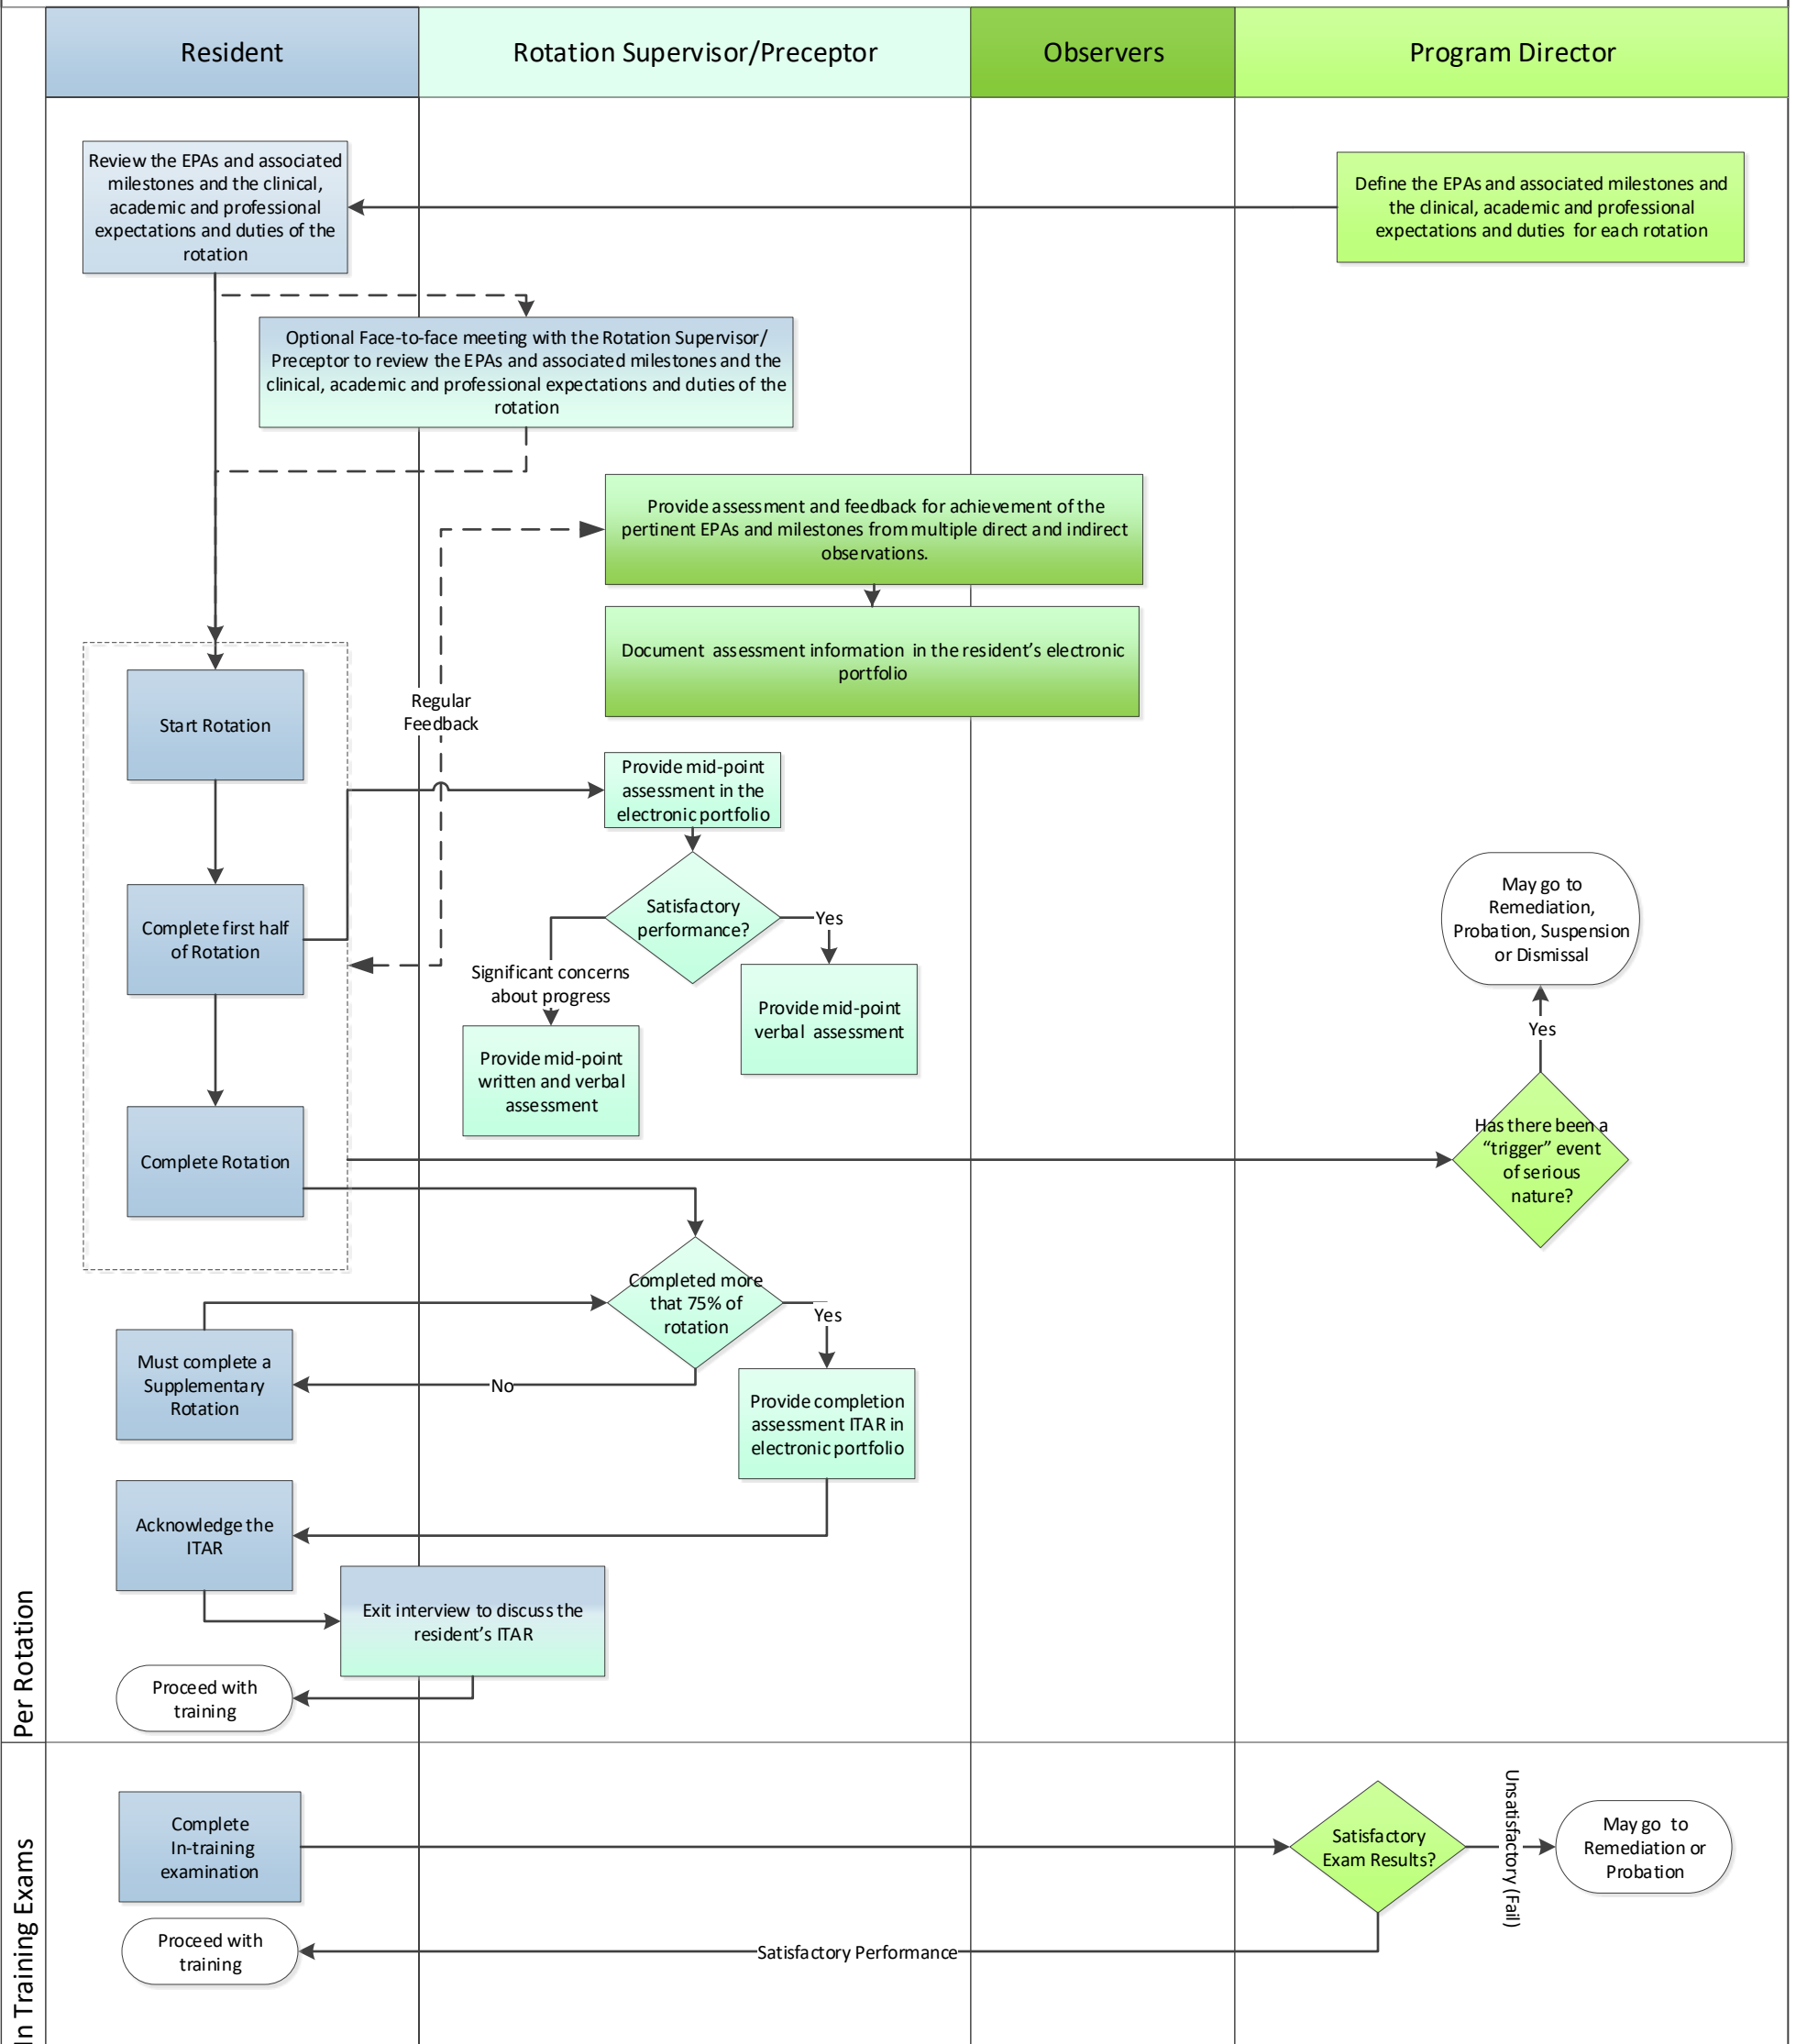 Resident
Rotation Supervisor/Preceptor
Observers
Program Director
Review the EPAs and associated
milestones and the clinical,
academic and professional
expectations and duties of the
rotation
Define the EPAs and associated milestones and
the clinical, academic and professional
expectations and duties for each rotation
Optional Face-to-face meeting with the Rotation Supervisor/
Preceptor to review the EPAs and associated milestones and the
clinical, academic and professional expectations and duties of the
rotation
Provide assessment and feedback for achievement of the
pertinent EPAs and milestones from multiple direct and indirect
observations.
Document assessment information in the resident's electronic
portfolio
Regular
Feedback
Start Rotation
Provide mid-point
assessment in the
electronic portfolio
Complete first half
of Rotation
Satisfactory
performance?
Yes
Significant concerns
about progress
Provide mid-point
verbal assessment
Provide mid-point
written and verbal
assessment
May go to
Remediation,
Probation, Suspension
or Dismissal
Yes
Has there been a
“trigger” event
of serious
nature?
Complete Rotation
Completed more
that 75% of
rotation
Yes
No
Must complete a
Supplementary
Rotation
Provide completion
assessment ITAR in
electronic portfolio
Acknowledge the
ITAR
Exit interview to discuss the
resident's ITAR
Proceed with
training
Per Rotation
Complete
In-training
examination
Satisfactory
Exam Results?
Unsatisfactory (Fail)
May go to
Remediation or
Probation
Satisfactory Performance
Proceed with
training
In Training Exams